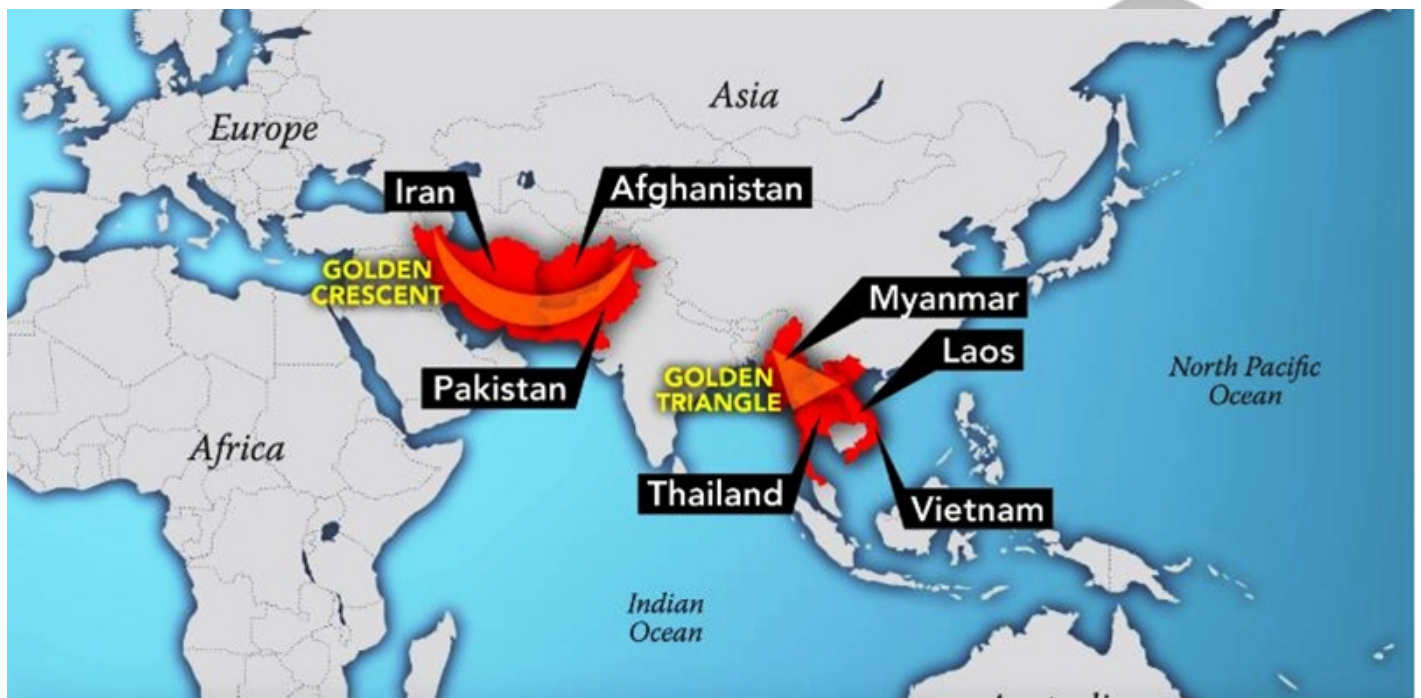 Asia
Europe
Iran
Afghanistan
GOLDEN
CRESCENT
Myanmar
Laos
Pakistan
GOLDEN
TRIANGLE
North Pacific
Ocean
Africa
Thailand
Vietnam
Indian
Ocean